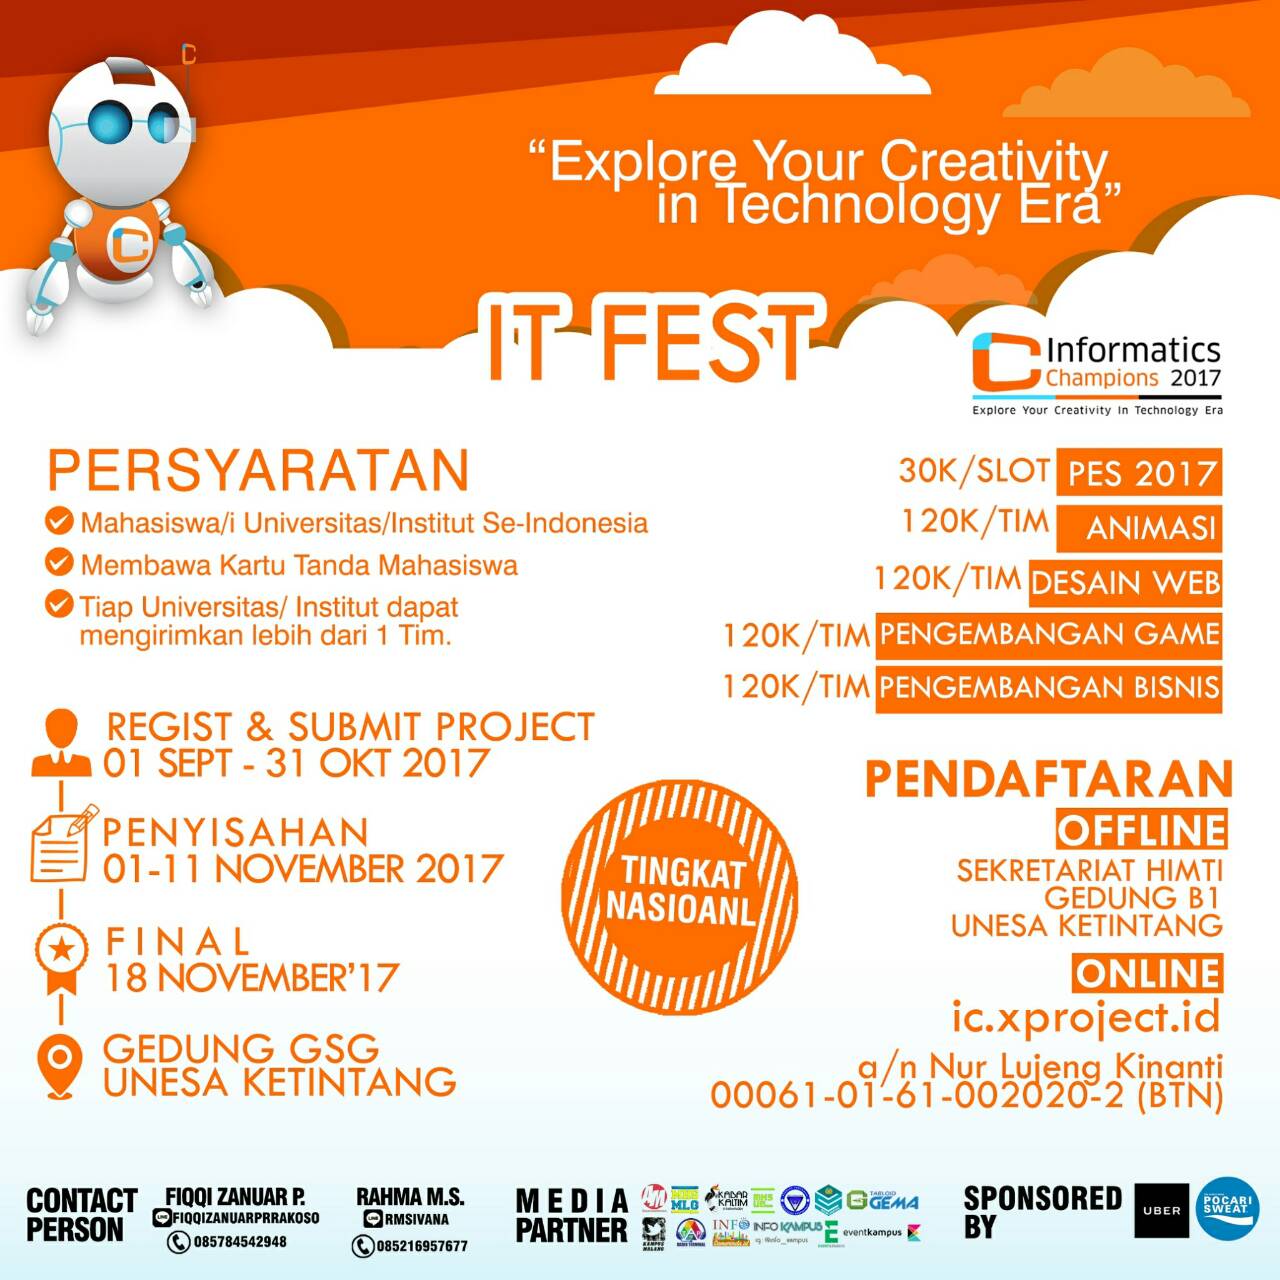 "Explore Your Creativity
in Technology Era"
IT FEST
Informatics
Champions 2017
Explore Your Creativity In Technology Era
PERSYARATAN
Mahasiswa/i Universitas/Institut Se-Indonesia
Membawa Kartu Tanda Mahasiswa
Tiap Universitas/ Institut dapat
mengirimkan lebih dari 1 Tim.
30K/SLOT PES 2017
120K/TIM ANIMASI
120K/TIM DESAIN WEB
120K/TIM PENGEMBANGAN GAME
120K/TIM PENGEMBANGAN BISNIS
REGIST & SUBMIT PROJECT
01 SEPT - 31 OKT 2017
PENYISAHAN
01-11 NOVEMBER 2017
FINAL
18 NOVEMBER'17
GEDUNG GSG
UNESA KETINTANG
TINGKAT
NASIOANL
PENDAFTARAN
OFFLINE
SEKRETARIAT HIMTI
GEDUNG B1
UNESA KETINTANG
ONLINE
ic.xproject.id
a/n Nur Lujeng Kinanti
00061-01-61-002020-2 (BTN)
CONTACT
PERSON
FIQQI ZANUAR P.
FIQQIZANUARPRRAKOSO
085784542948
RAHMA M.S.
RMSIVANA
085216957677
MEDIA
PARTNER
KABAR
KALTIM
TABLOID
GEMA
KAMPUS
MALANG
INFO
INFO KAMPUS
ig : @info_kampus
eventkampus
SPONSORED
BY
UBER
POCARI
SWEAT